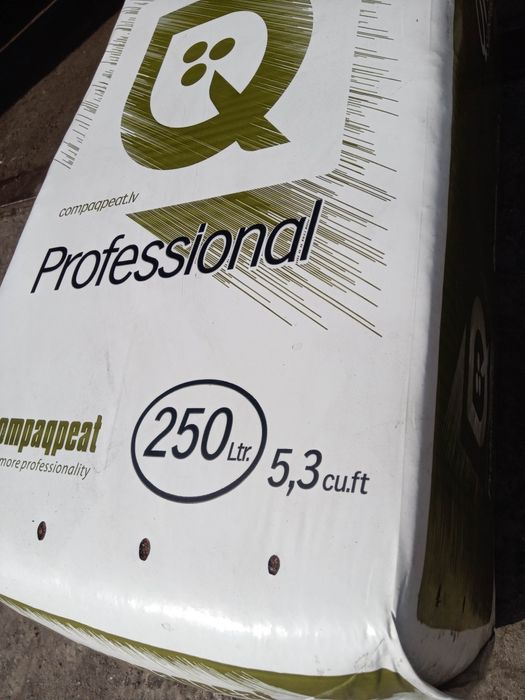 compaqpeat.lv
Professional
ompaqpeat
more professionality
250 Ltr.
5,3 cu.ft